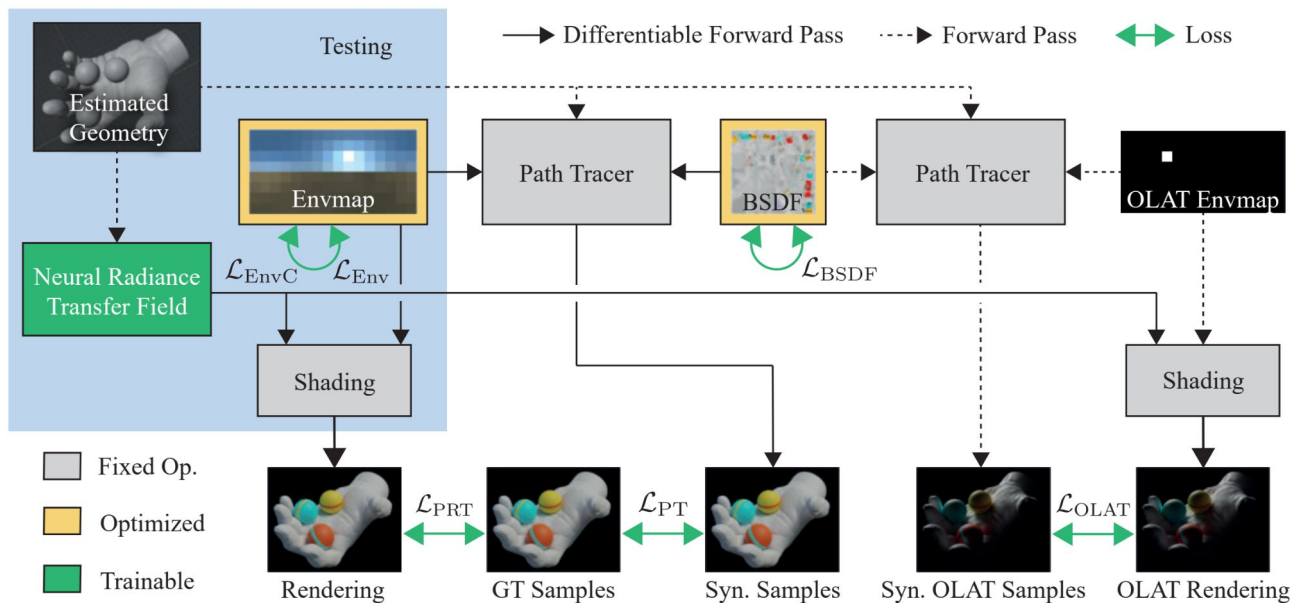 Testing
Differentiable Forward Pass
Forward Pass
Loss
Estimated
Geometry
Envmap
Path Tracer
BSDF
Path Tracer
OLAT Envmap
Neural Radiance
Transfer Field
ℒEnvC
ℒEnv
ℒBSDF
Shading
Shading
Fixed Op.
Optimized
Trainable
ℒPRT
ℒPT
ℒOLAT
Rendering
GT Samples
Syn. Samples
Syn. OLAT Samples
OLAT Rendering